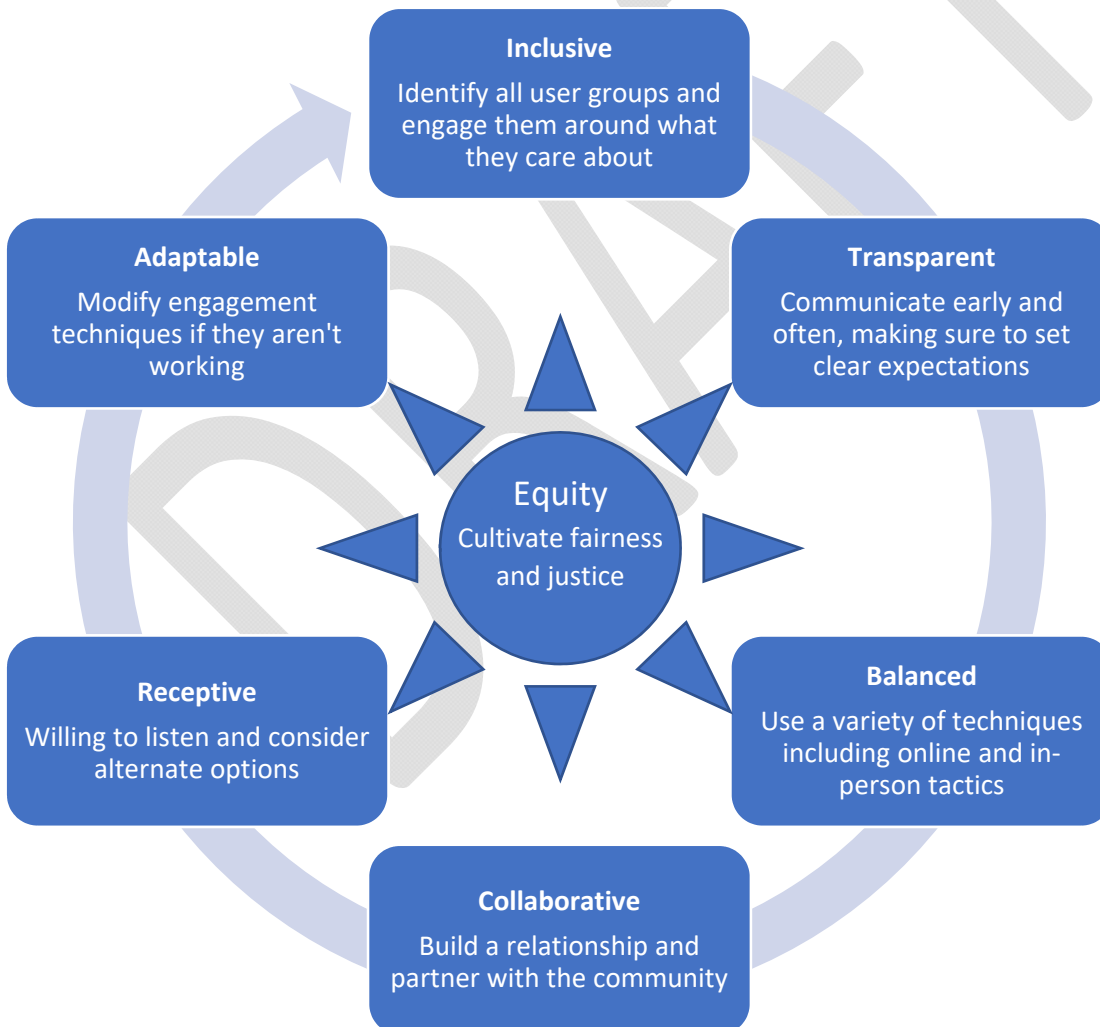 Inclusive
Identify all user groups and
engage them around what
they care about
Transparent
Communicate early and
often, making sure to set
clear expectations
Balanced
Use a variety of techniques
including online and in-
person tactics
Collaborative
Build a relationship and
partner with the community
Receptive
Willing to listen and consider
alternate options
Adaptable
Modify engagement
techniques if they aren't
working
Equity
Cultivate fairness
and justice
DRAFT